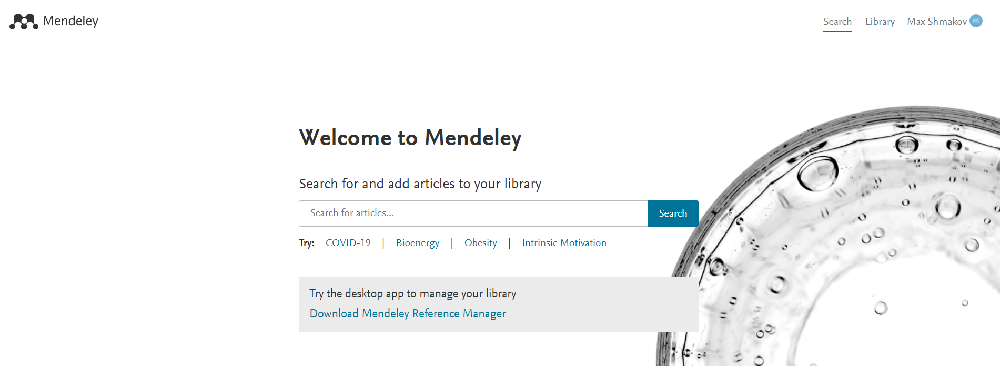 Mendeley
Search Library Max Shmakov MS
Welcome to Mendeley
Search for and add articles to your library
Search for articles... Search
Try: COVID-19 | Bioenergy | Obesity | Intrinsic Motivation
Try the desktop app to manage your library
Download Mendeley Reference Manager